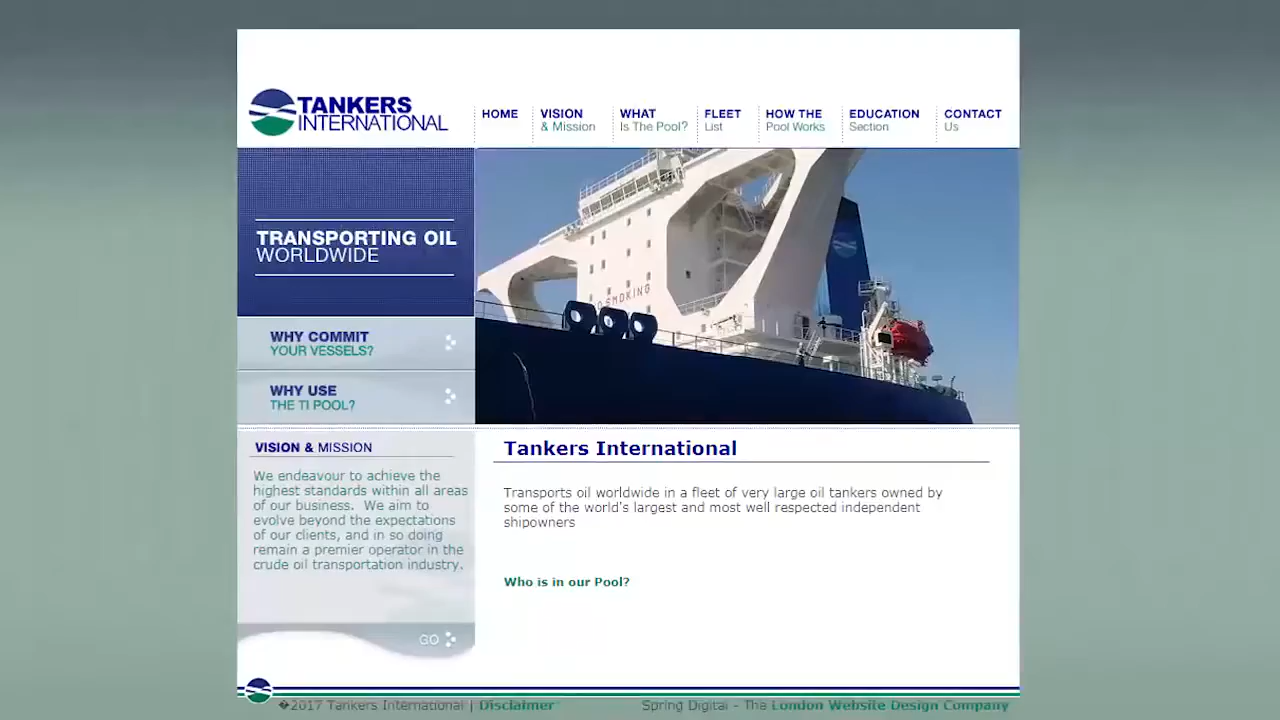 TANKERS
INTERNATIONAL
HOME
VISION
& Mission
WHAT
Is The Pool?
FLEET
List
HOW THE
Pool Works
EDUCATION
Section
CONTACT
Us
TRANSPORTING OIL
WORLDWIDE
SMOKING
WHY COMMIT
YOUR VESSELS?
WHY USE
THE TI POOL?
VISION & MISSION
We endeavour to achieve the
highest standards within all areas
of our business. We aim to
evolve beyond the expectations
of our clients, and in so doing
remain a premier operator in the
crude oil transportation industry.
GO
Tankers International
Transports oil worldwide in a fleet of very large oil tankers owned by
some of the world's largest and most well respected independent
shipowners
Who is in our Pool?
�2017 Tankers International | Disclaimer
Spring Digital - The London Website Design Company